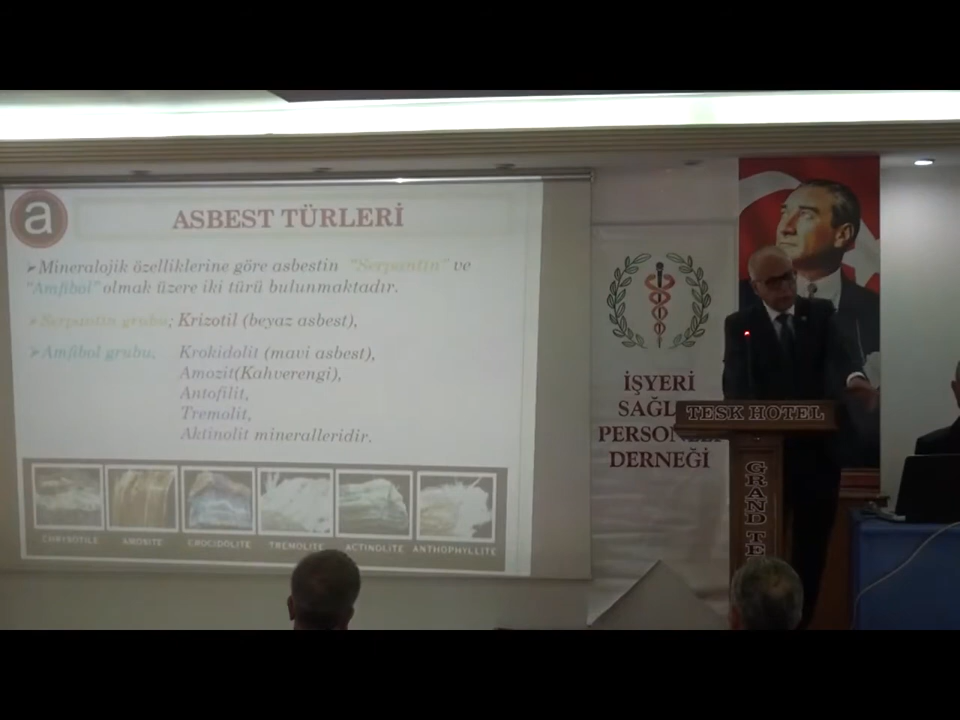 a
ASBEST TÜRLERİ
➤Mineralojik özelliklerine göre asbestin "Serpantin" ve
"Amfibol" olmak üzere iki türü bulunmaktadır.
➤Serpantin grubu; Krizotil (beyaz asbest),
➤Amfibol grubu, Krokidolit (mavi asbest),
Amozit(Kahverengi),
Antofilit,
Tremolit,
Aktinolit mineralleridir.
CHRYSOTILE AMOSITE CROCIDOLITE TREMOLITE ACTINOLITE ANTHOPHYLLITE
İŞYERİ
SAĞL
PERSONEL
DERNEĞİ
TESK HOTEL
GRAND TE